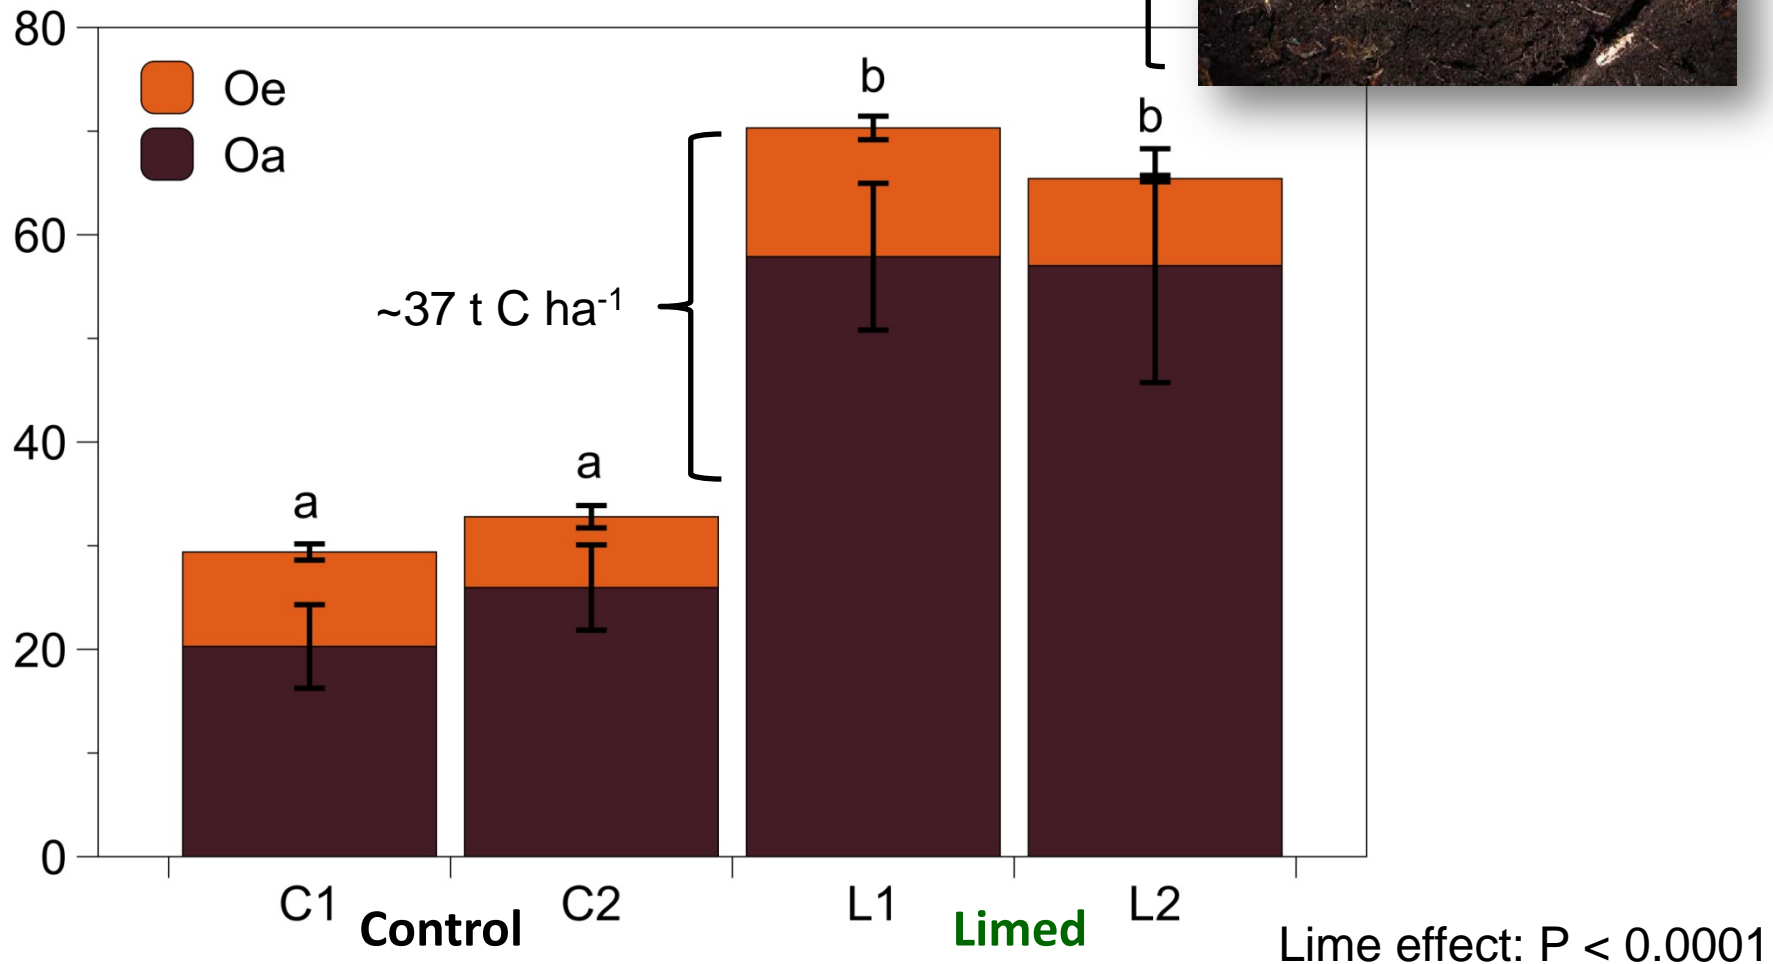 80
Oe
Oa
b
b
60
~37 t C ha⁻¹
40
a
a
20
0
C1
C2
L1
L2
Control
Limed
Lime effect: P < 0.0001